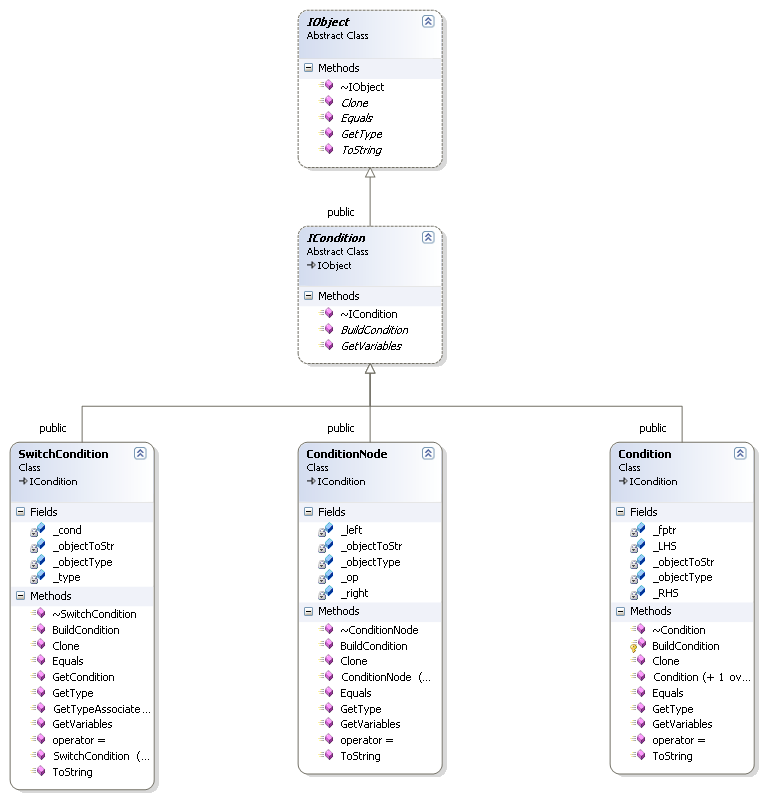 IObject
Abstract Class
Methods
~IObject
Clone
Equals
GetType
ToString
public
ICondition
Abstract Class
IObject
Methods
~ICondition
BuildCondition
GetVariables
public
public
public
SwitchCondition
Class
ICondition
Fields
_cond
_objectToStr
_objectType
_type
Methods
~SwitchCondition
BuildCondition
Clone
Equals
GetCondition
GetType
GetTypeAssociate...
GetVariables
operator =
SwitchCondition (...
ToString
ConditionNode
Class
ICondition
Fields
_left
_objectToStr
_objectType
_op
_right
Methods
~ConditionNode
BuildCondition
Clone
ConditionNode (...
Equals
GetType
GetVariables
operator =
ToString
Condition
Class
ICondition
Fields
_fptr
_LHS
_objectToStr
_objectType
_RHS
Methods
~Condition
BuildCondition
Clone
Condition (+ 1 ov...
Equals
GetType
GetVariables
operator =
ToString